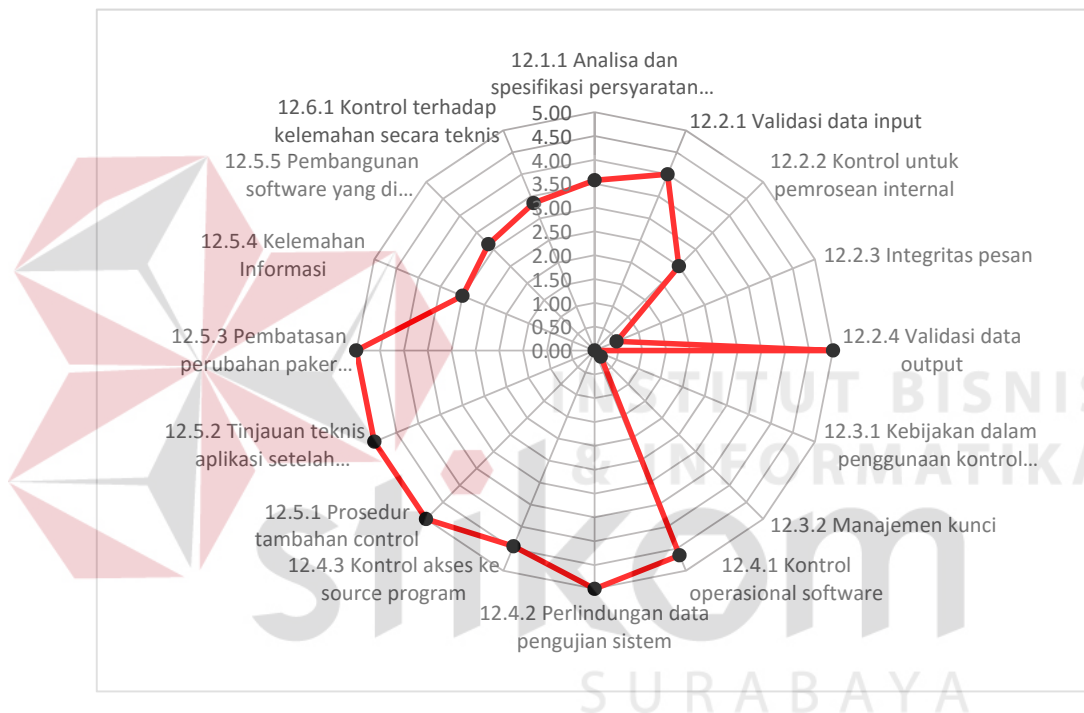 12.1.1 Analisa dan
spesifikasi persyaratan...
12.2.1 Validasi data input
12.2.2 Kontrol untuk
pemrosean internal
12.2.3 Integritas pesan
12.2.4 Validasi data
output
12.3.1 Kebijakan dalam
penggunaan kontrol...
12.3.2 Manajemen kunci
12.4.1 Kontrol
operasional software
12.4.2 Perlindungan data
pengujian sistem
12.4.3 Kontrol akses ke
source program
12.5.1 Prosedur
tambahan control
12.5.2 Tinjauan teknis
aplikasi setelah...
12.5.3 Pembatasan
perubahan paker...
12.5.4 Kelemahan
Informasi
12.5.5 Pembangunan
software yang di...
12.6.1 Kontrol terhadap
kelemahan secara teknis
5.00
4.50
4.00
3.50
3.00
2.50
2.00
1.50
1.00
0.50
0.00
INSTITUT BISNIS
& INFORMATIKA
stikom
SURABAYA